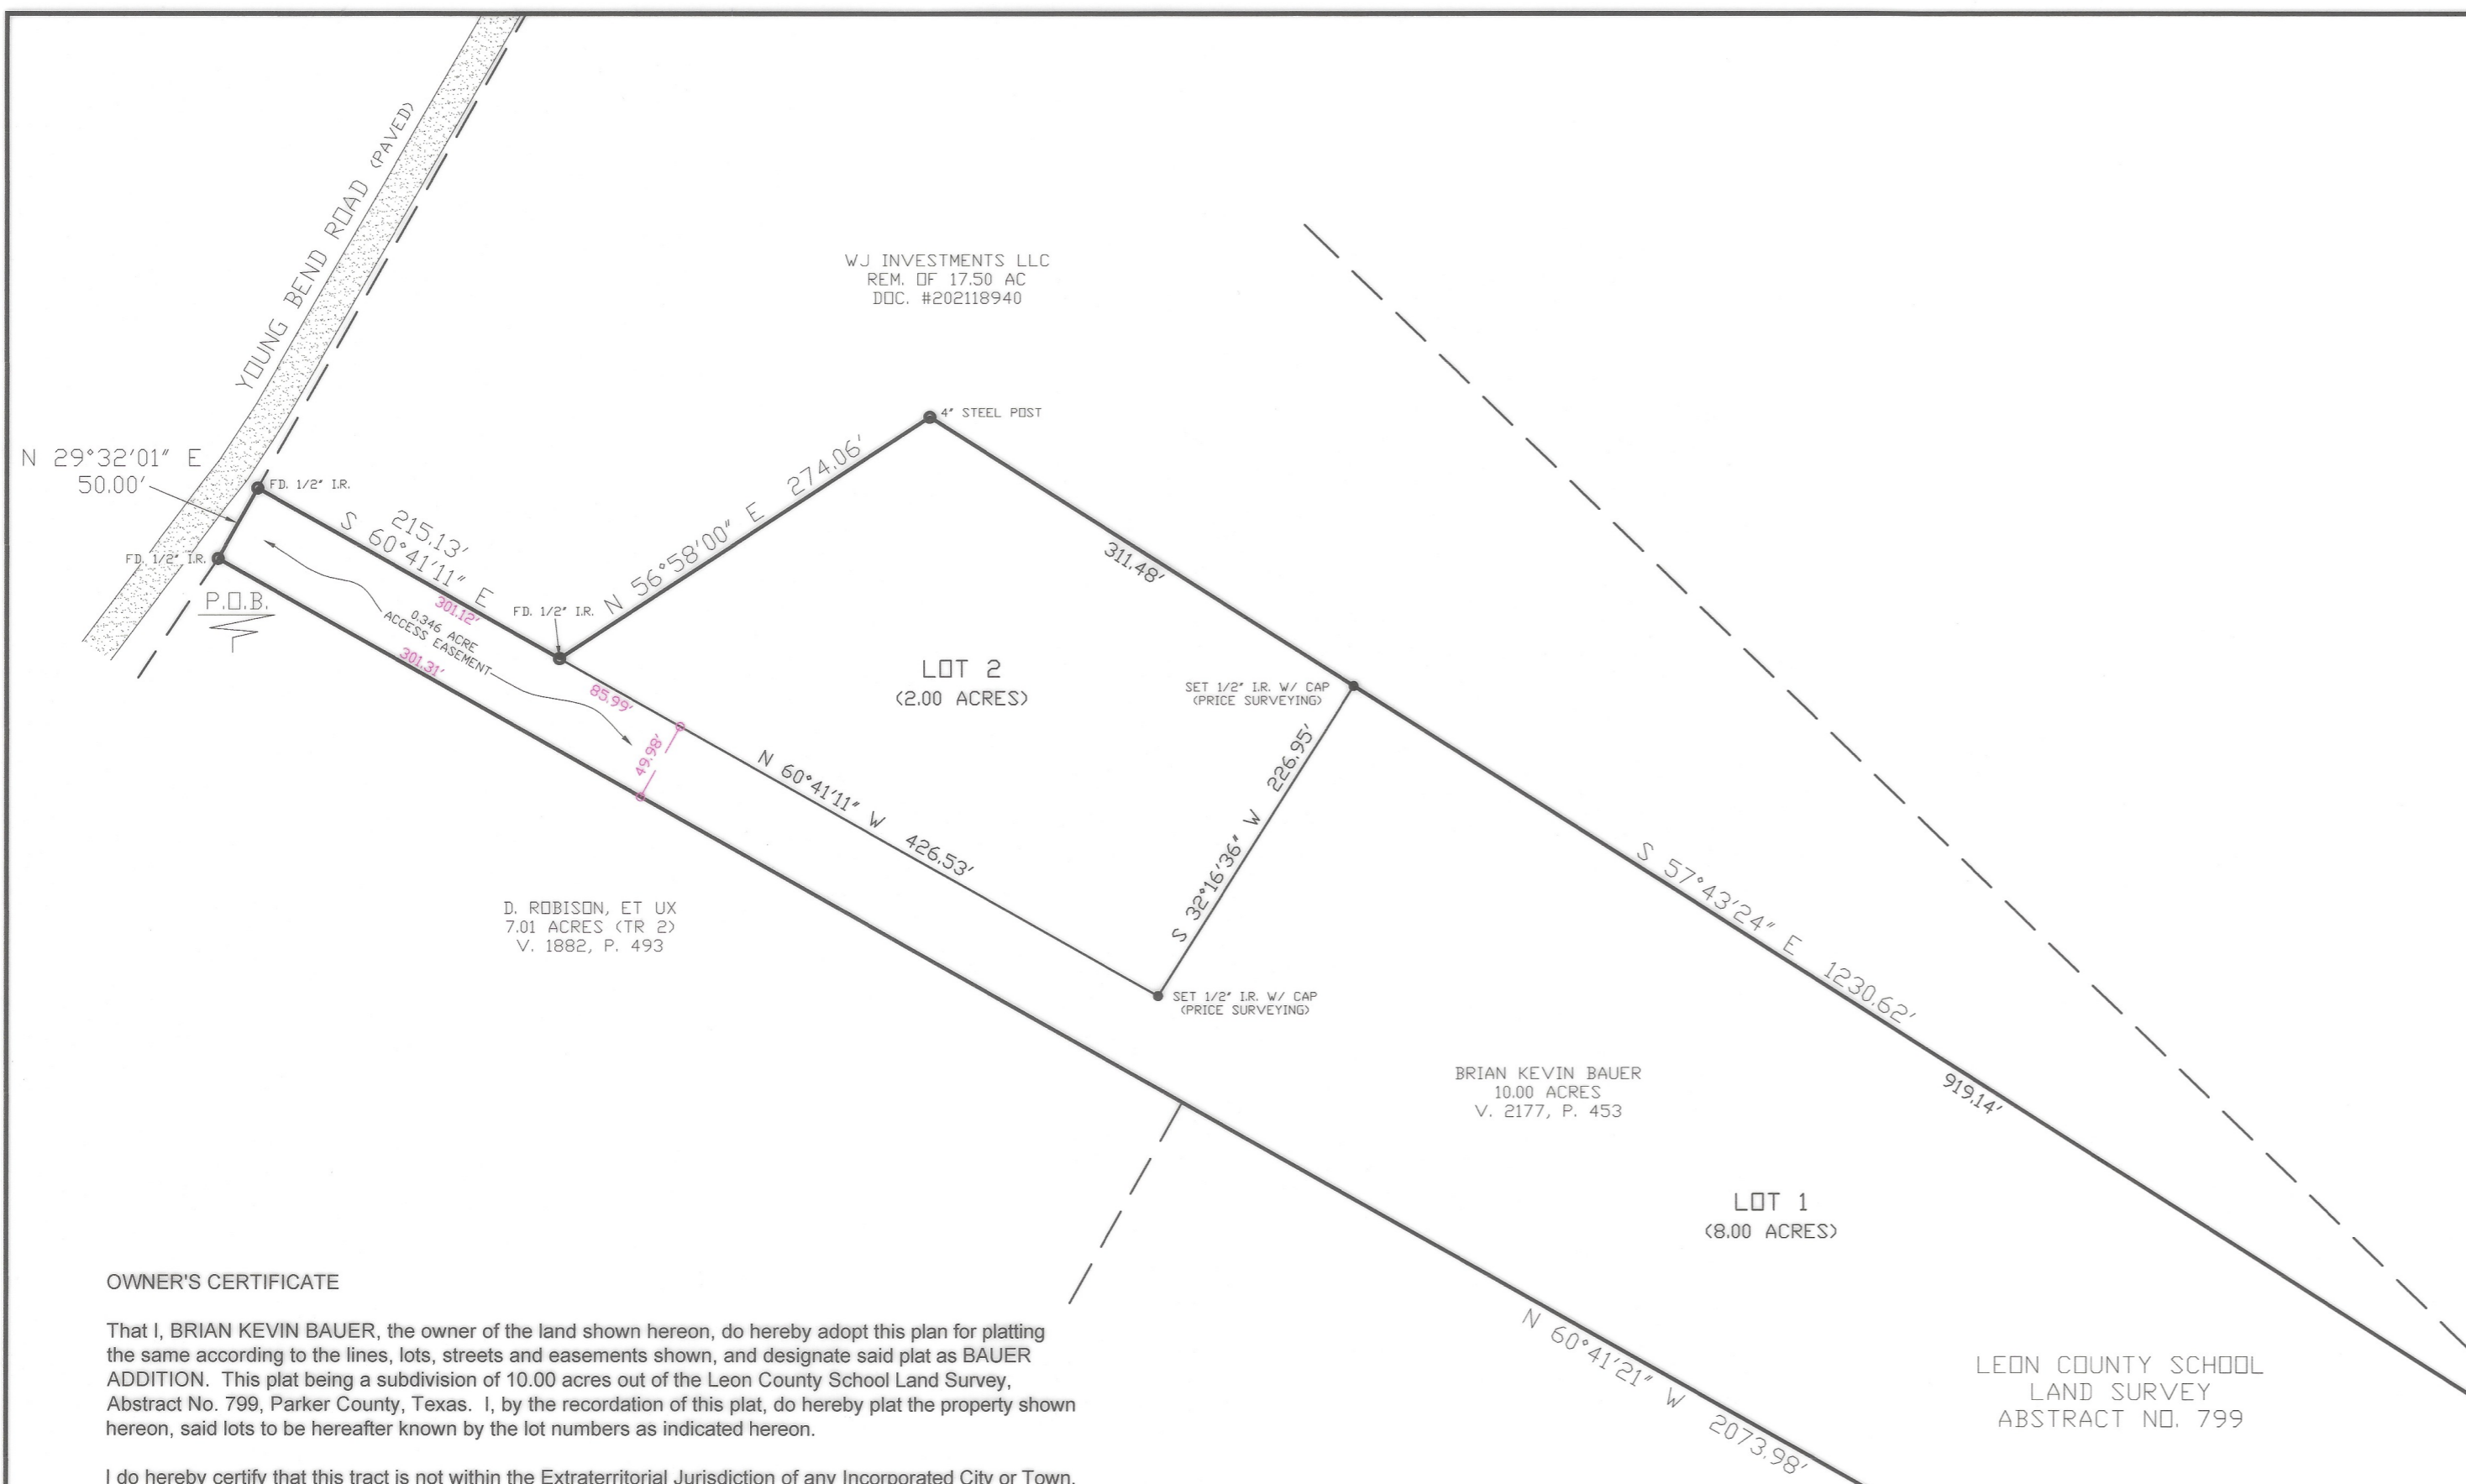 YOUNG BEND ROAD (PAVED)
WJ INVESTMENTS LLC
REM. OF 17.50 AC
DOC. #202118940
4" STEEL POST
N 29°32'01" E
50.00'
FD. 1/2" I.R.
FD. 1/2" I.R.
P.O.B.
215.13'
S 60°41'11" E
301.12'
0.346 ACRE
ACCESS EASEMENT
301.31'
FD. 1/2" I.R.
N 56°58'00" E 274.06'
311.48'
85.99'
49.98'
LOT 2
(2.00 ACRES)
SET 1/2" I.R. W/ CAP
(PRICE SURVEYING)
N 60°41'11" W 426.53'
S 32°16'36" W 226.95'
S 57°43'24" E 1230.62'
919.14'
D. ROBISON, ET UX
7.01 ACRES (TR 2)
V. 1882, P. 493
SET 1/2" I.R. W/ CAP
(PRICE SURVEYING)
BRIAN KEVIN BAUER
10.00 ACRES
V. 2177, P. 453
LOT 1
(8.00 ACRES)
N 60°41'21" W 2073.98'
LEON COUNTY SCHOOL
LAND SURVEY
ABSTRACT NO. 799
OWNER'S CERTIFICATE
That I, BRIAN KEVIN BAUER, the owner of the land shown hereon, do hereby adopt this plan for platting
the same according to the lines, lots, streets and easements shown, and designate said plat as BAUER
ADDITION. This plat being a subdivision of 10.00 acres out of the Leon County School Land Survey,
Abstract No. 799, Parker County, Texas. I, by the recordation of this plat, do hereby plat the property shown
hereon, said lots to be hereafter known by the lot numbers as indicated hereon.
I do hereby certify that this tract is not within the Extraterritorial Jurisdiction of any Incorporated City or Town.